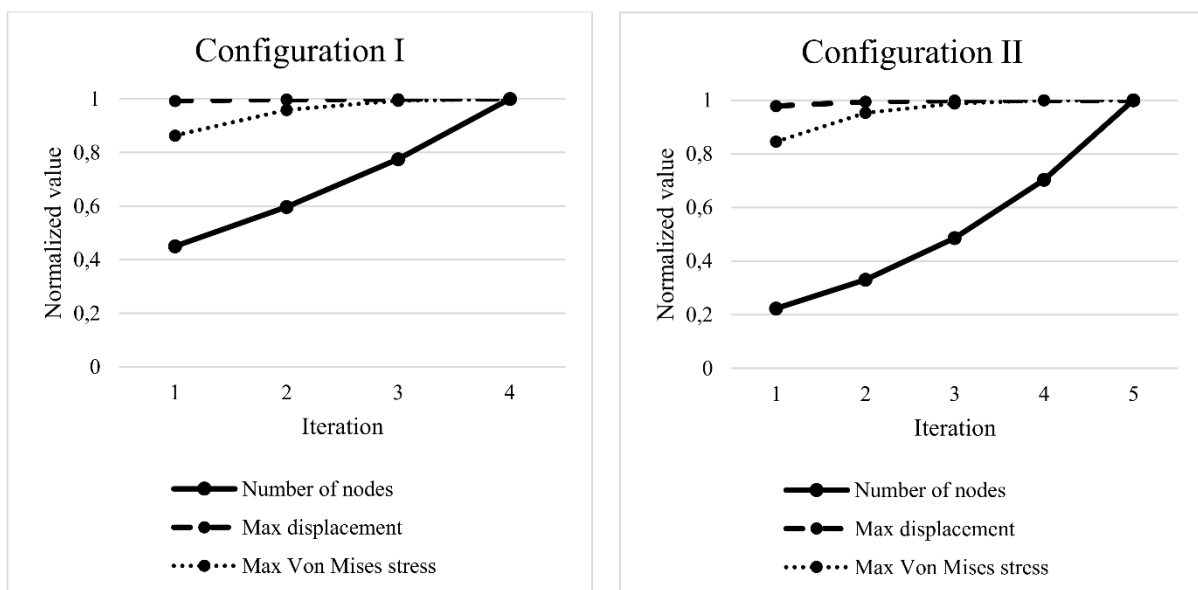 Configuration I
Normalized value
1
0,8
0,6
0,4
0,2
0
1 2 3 4
Iteration
Number of nodes
Max displacement
Max Von Mises stress
Configuration II
Normalized value
1
0,8
0,6
0,4
0,2
0
1 2 3 4 5
Iteration
Number of nodes
Max displacement
Max Von Mises stress